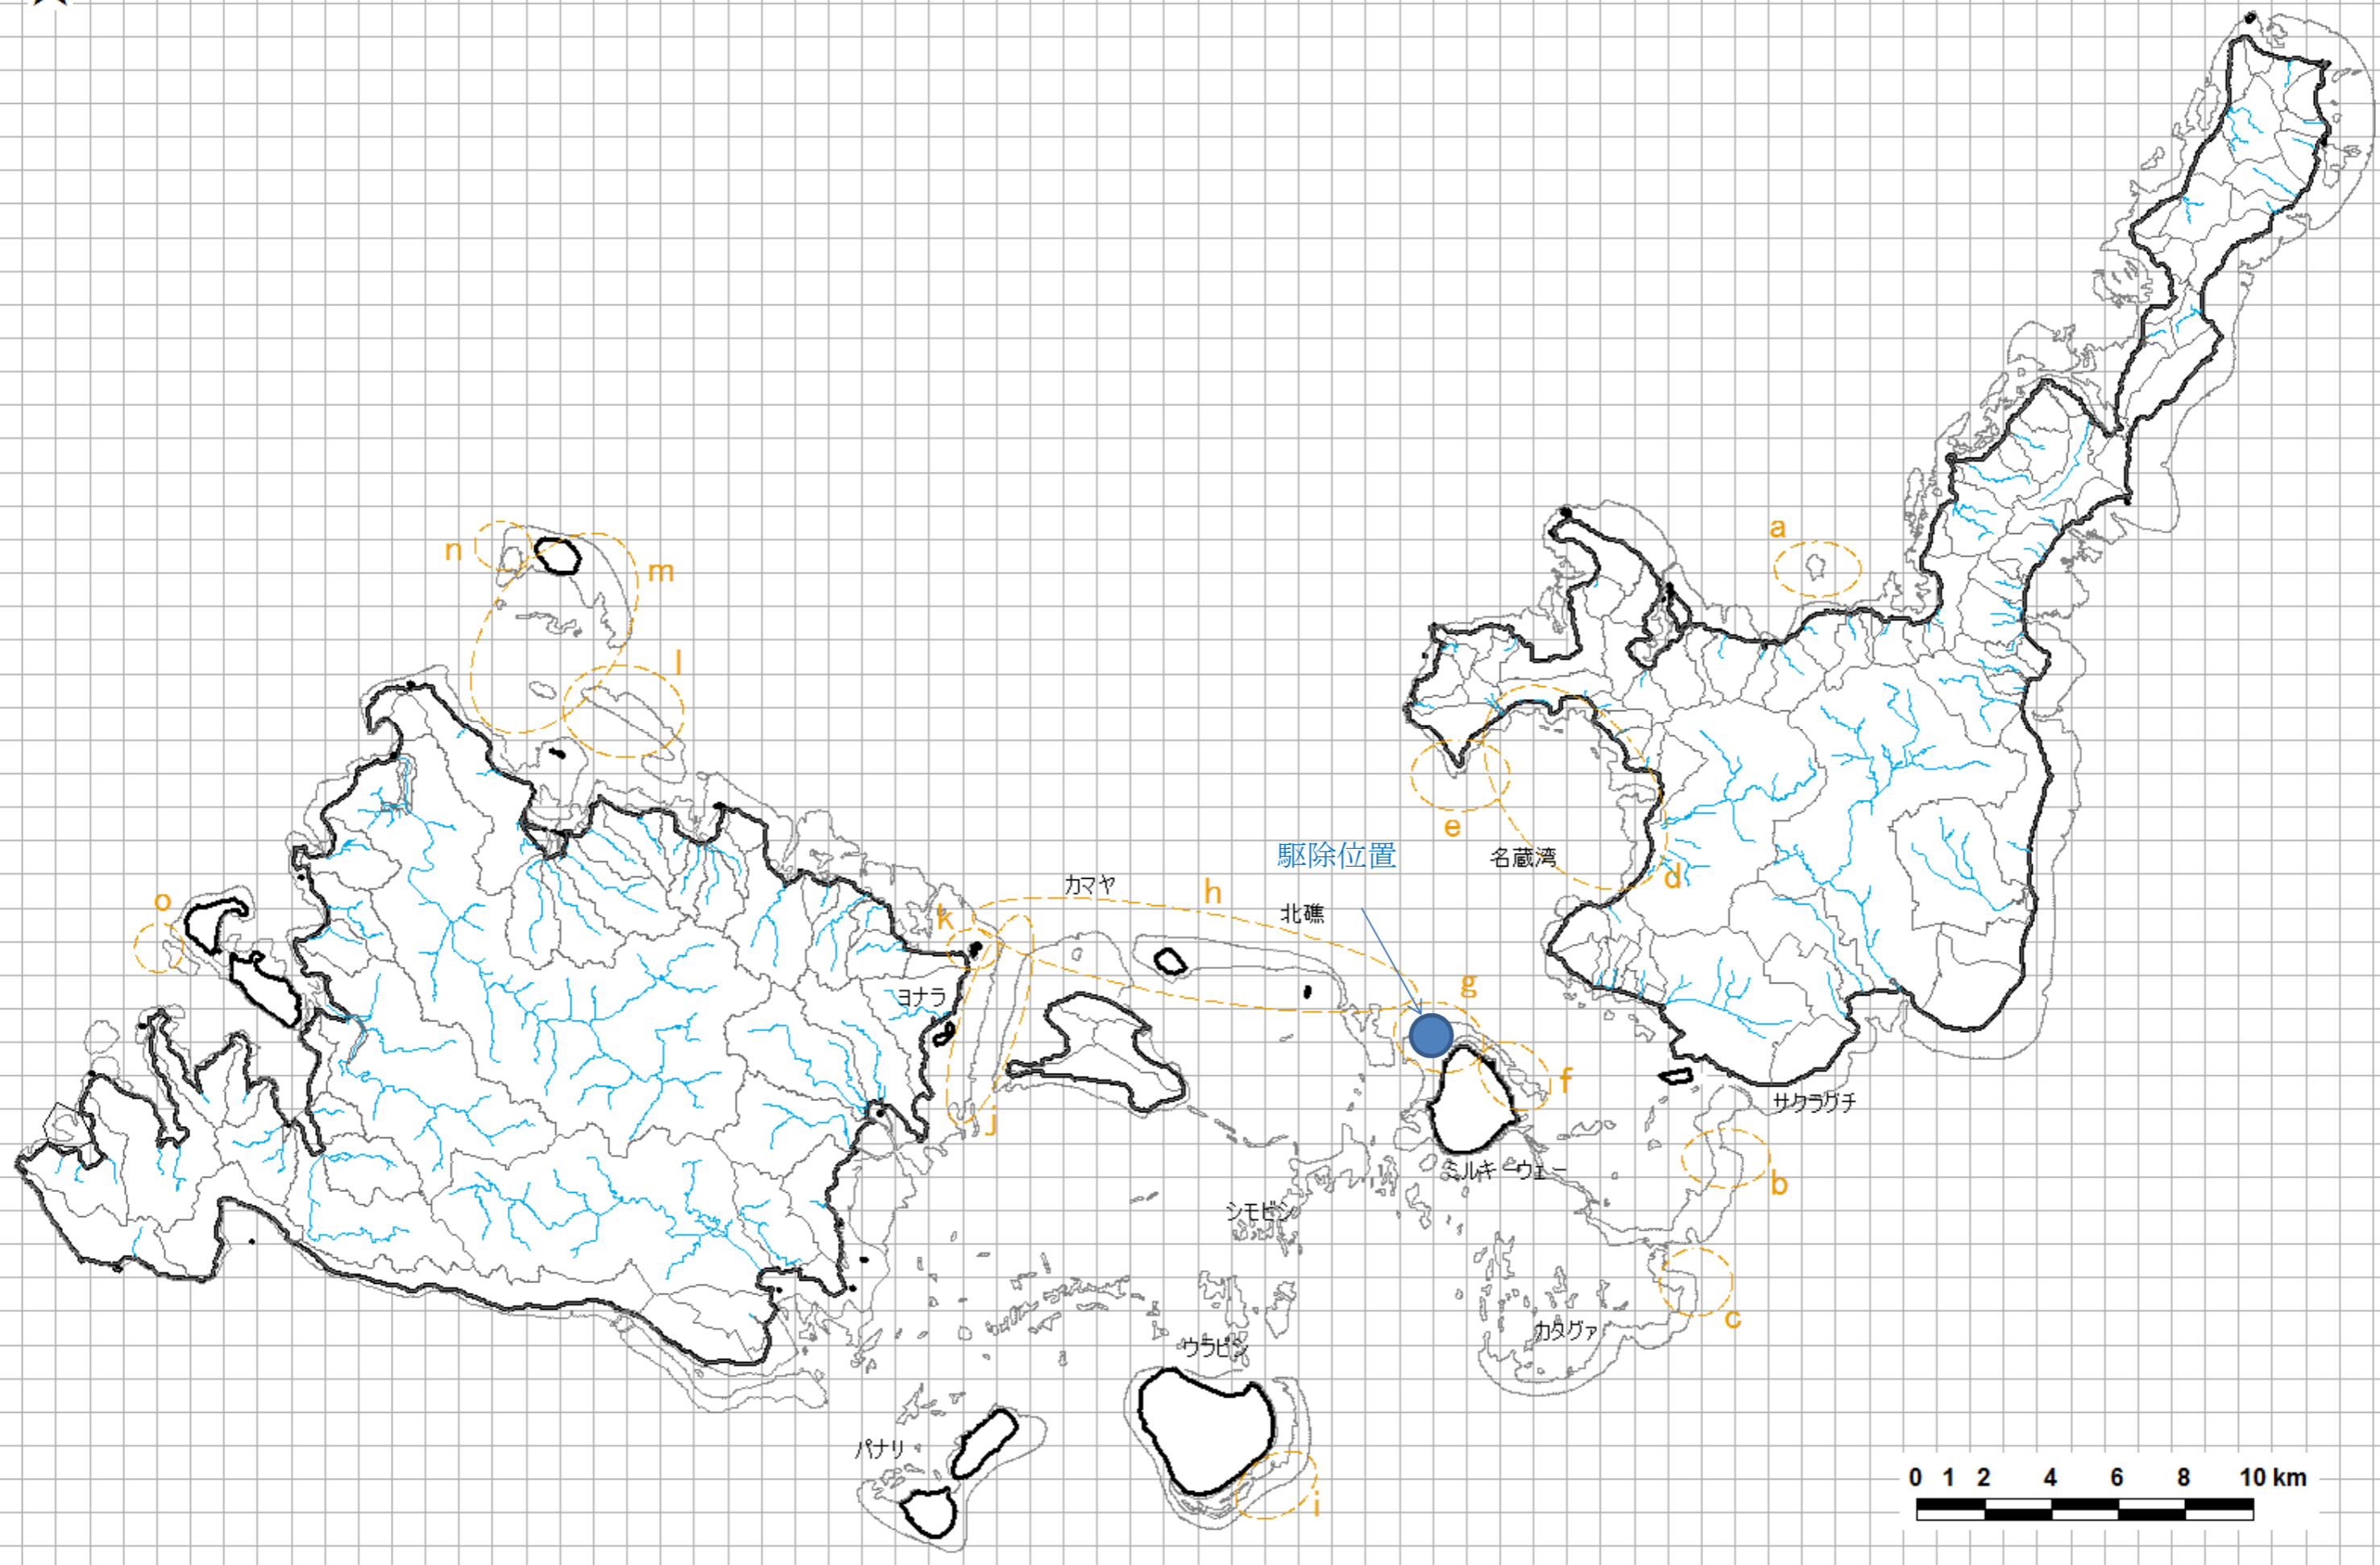 a
n
m
l
e
駆除位置
名蔵湾
d
カマヤ
h
o
k
北礁
g
ヨナラ
f
サクラグチ
j
ミルキーウェー
b
シモビシ
c
カタグァ
ウラビシ
パナリ
i
0 1 2 4 6 8 10 km